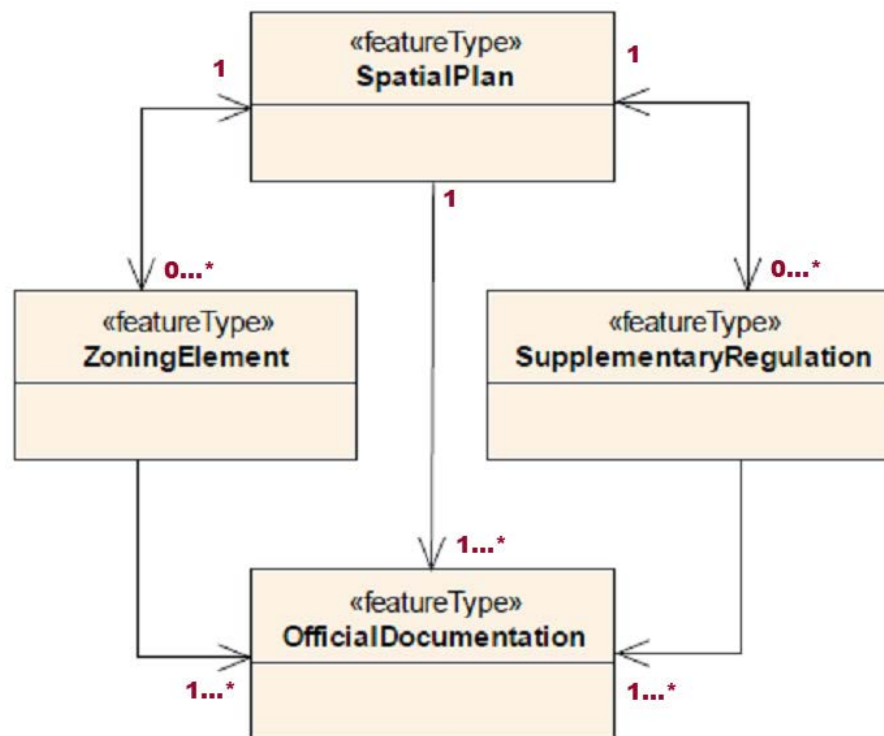 «featureType»
SpatialPlan
1
1
1
0...*
0...*
«featureType»
ZoningElement
«featureType»
SupplementaryRegulation
1...*
«featureType»
OfficialDocumentation
1...*
1...*